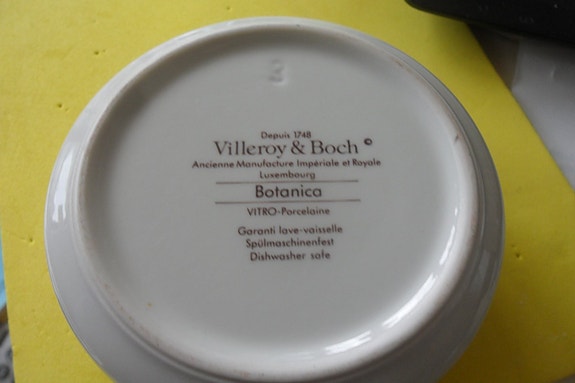 2
Depuis 1748
Villeroy & Boch ©
Ancienne Manufacture Impériale et Royale
Luxembourg
Botanica
VITRO-Porcelaine
Garanti lave-vaisselle
Spülmaschinenfest
Dishwasher safe